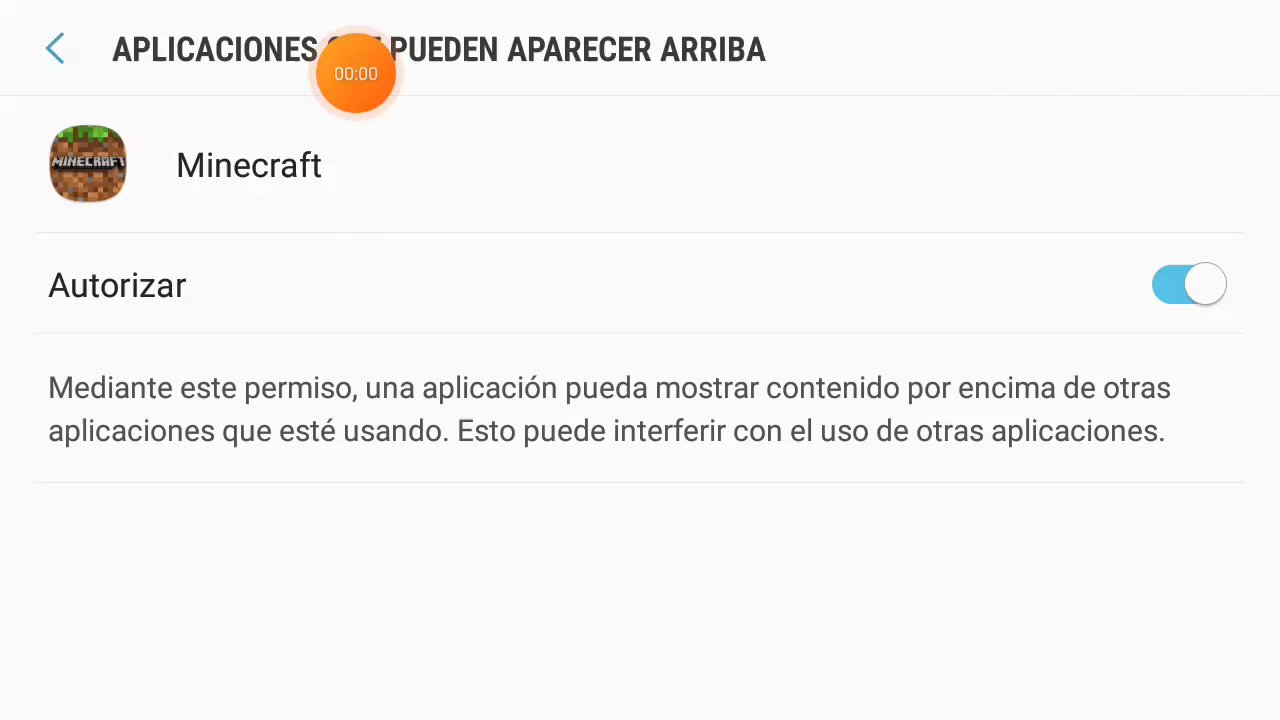 APLICACIONES PUEDEN APARECER ARRIBA
00:00
MINECRAFT
Minecraft
Autorizar
Mediante este permiso, una aplicación pueda mostrar contenido por encima de otras
aplicaciones que esté usando. Esto puede interferir con el uso de otras aplicaciones.